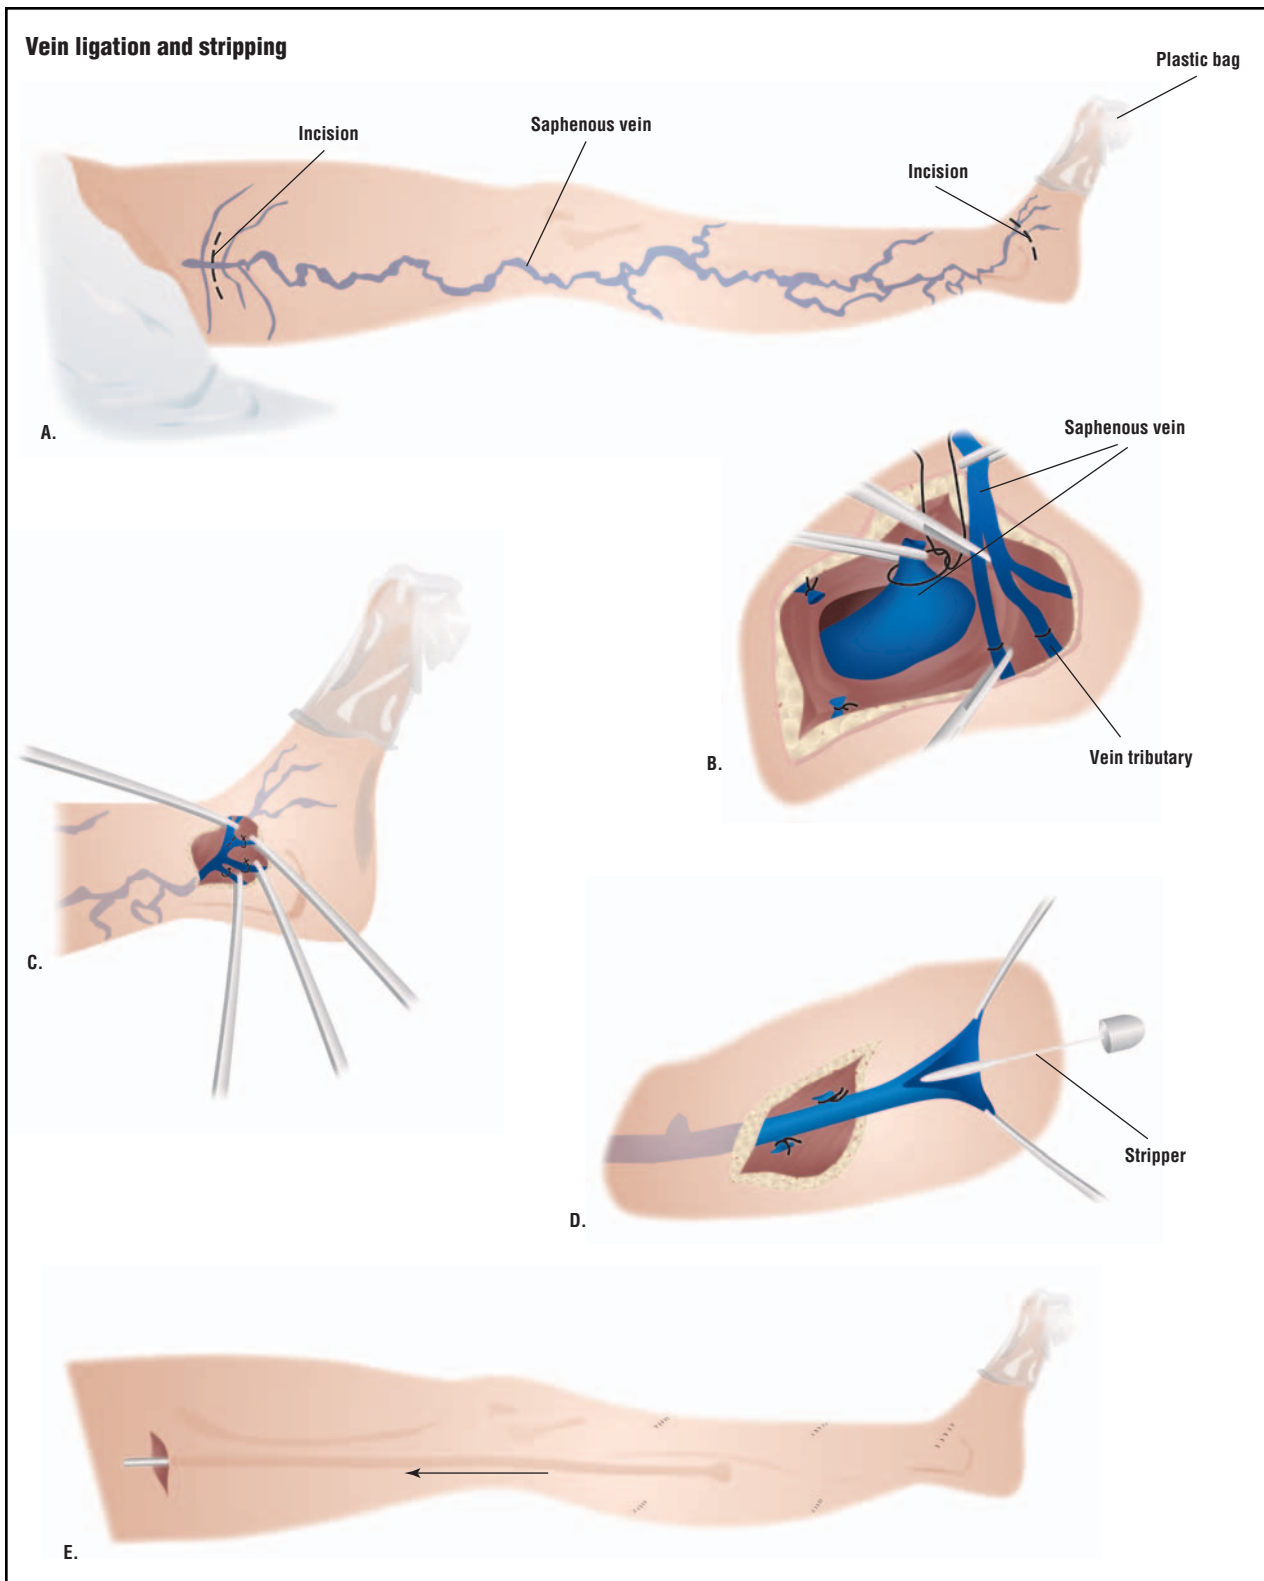 Vein ligation and stripping
Plastic bag
Incision
Saphenous vein
Incision
A.
Saphenous vein
B.
Vein tributary
C.
Stripper
D.
E.